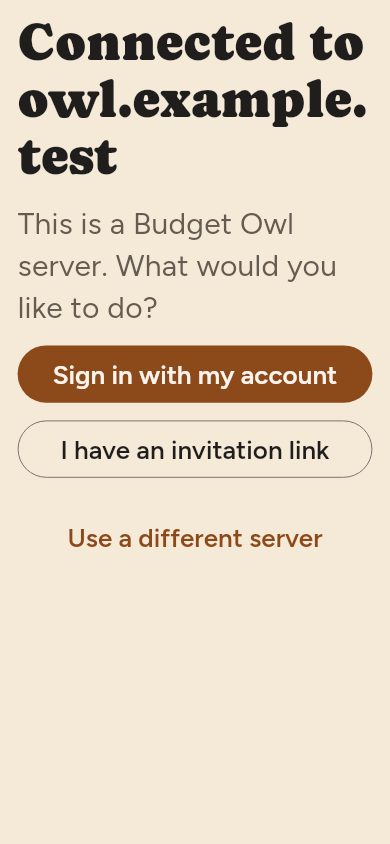 Connected to
owl.example.
test
This is a Budget Owl
server. What would you
like to do?
Sign in with my account
I have an invitation link
Use a different server